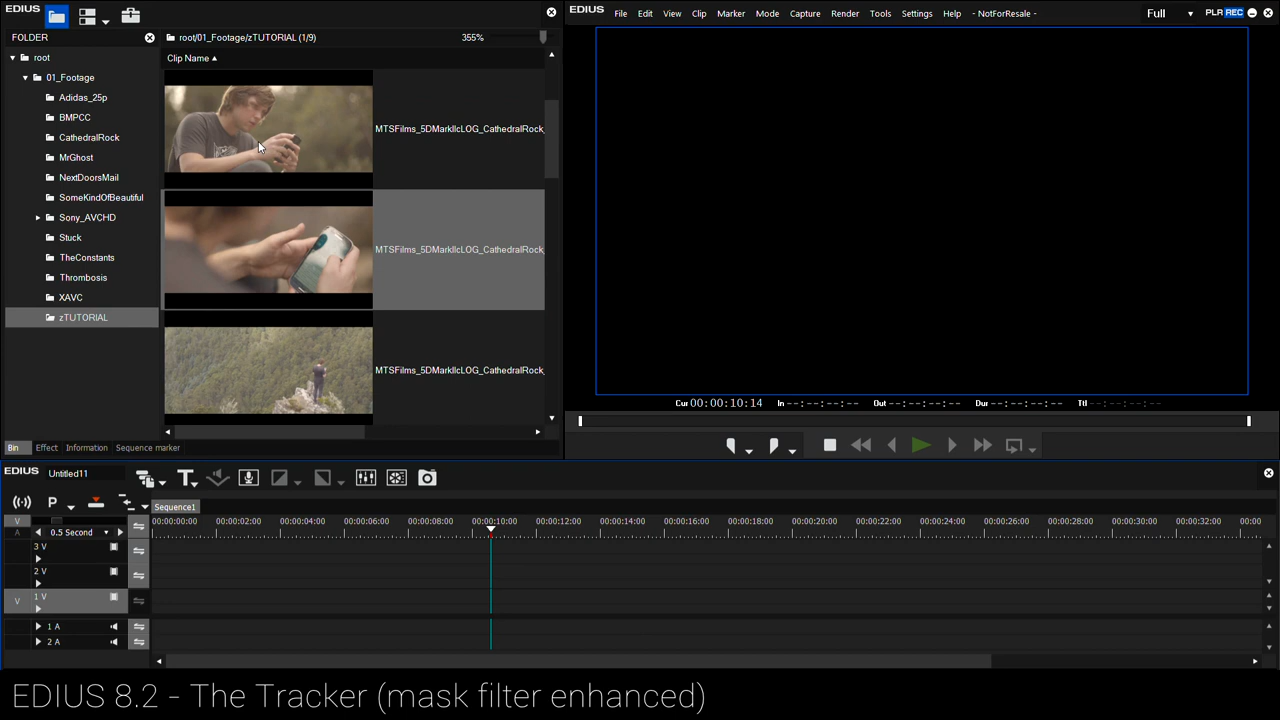 EDIUS
FOLDER
root/01_Footage/zTUTORIAL (1/9)
355%
Clip Name
root
01_Footage
Adidas_25p
BMPCC
CathedralRock
MrGhost
NextDoorsMail
SomeKindOfBeautiful
Sony_AVCHD
Stuck
TheConstants
Thrombosis
XAVC
zTUTORIAL
MTSFilms_5DMarkIIcLOG_CathedralRock_
MTSFilms_5DMarkIIcLOG_CathedralRock_
MTSFilms_5DMarkIIcLOG_CathedralRock_
Bin Effect Information Sequence marker
EDIUS File Edit View Clip Marker Mode Capture Render Tools Settings Help - NotForResale - Full PLR REC
Cur 00:00:10:14 In --:--:--:-- Out --:--:--:-- Dur --:--:--:-- Ttl --:--:--:--
EDIUS Untitled11
T
P
Sequence1
V
A
0.5 Second
00:00:00:00 00:00:02:00 00:00:04:00 00:00:06:00 00:00:08:00 00:00:10:00 00:00:12:00 00:00:14:00 00:00:16:00 00:00:18:00 00:00:20:00 00:00:22:00 00:00:24:00 00:00:26:00 00:00:28:00 00:00:30:00 00:00:32:00 00:00
3 V
2 V
V 1 V
1 A
2 A
EDIUS 8.2 - The Tracker (mask filter enhanced)